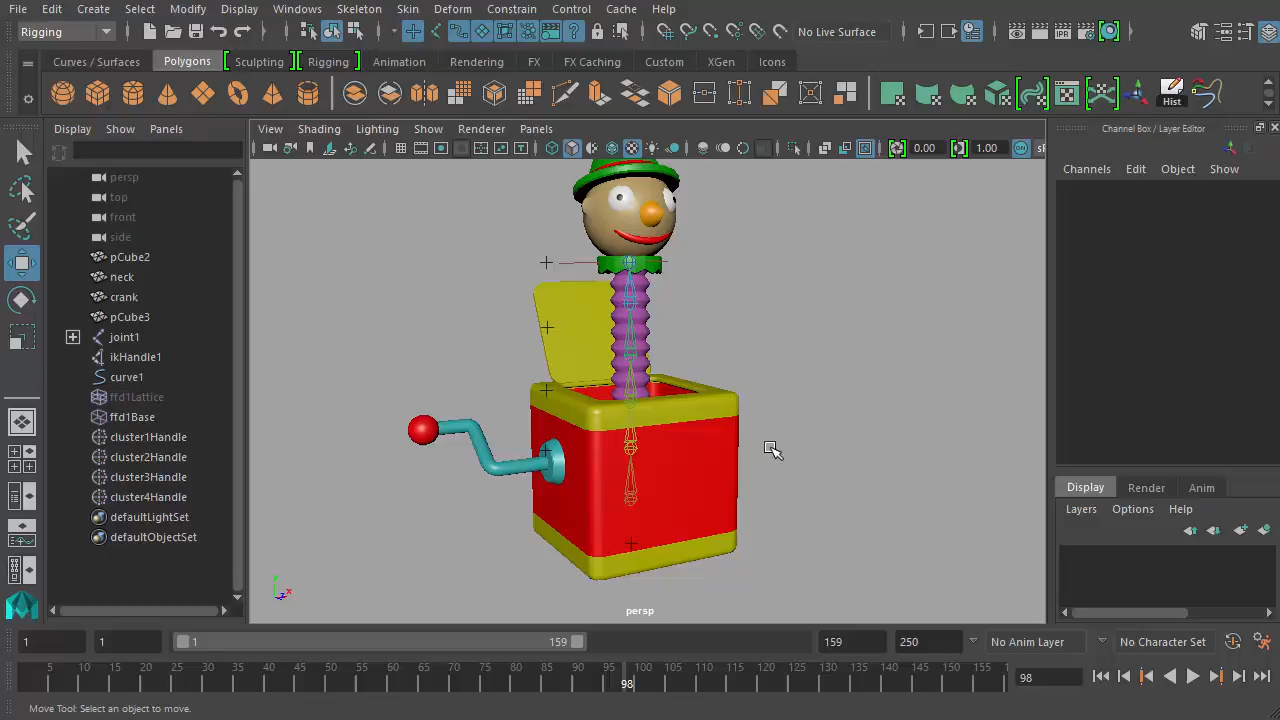 File Edit Create Select Modify Display Windows Skeleton Skin Deform Constrain Control Cache Help
Rigging
No Live Surface
Curves / Surfaces Polygons Sculpting Rigging Animation Rendering FX FX Caching Custom XGen Icons
IPR
Hist
Display Show Panels
View Shading Lighting Show Renderer Panels
Channel Box / Layer Editor
0.00 1.00 ON
Channels Edit Object Show
persp
top
front
side
pCube2
neck
crank
pCube3
joint1
ikHandle1
curve1
ffd1Lattice
ffd1Base
cluster1Handle
cluster2Handle
cluster3Handle
cluster4Handle
defaultLightSet
defaultObjectSet
y
x
z
persp
Display Render Anim
Layers Options Help
1 1 1 159 159 250 No Anim Layer No Character Set
5 10 15 20 25 30 35 40 45 50 55 60 65 70 75 80 85 90 95 100 105 110 115 120 125 130 135 140 145 150 155 1
98
98
Move Tool: Select an object to move.